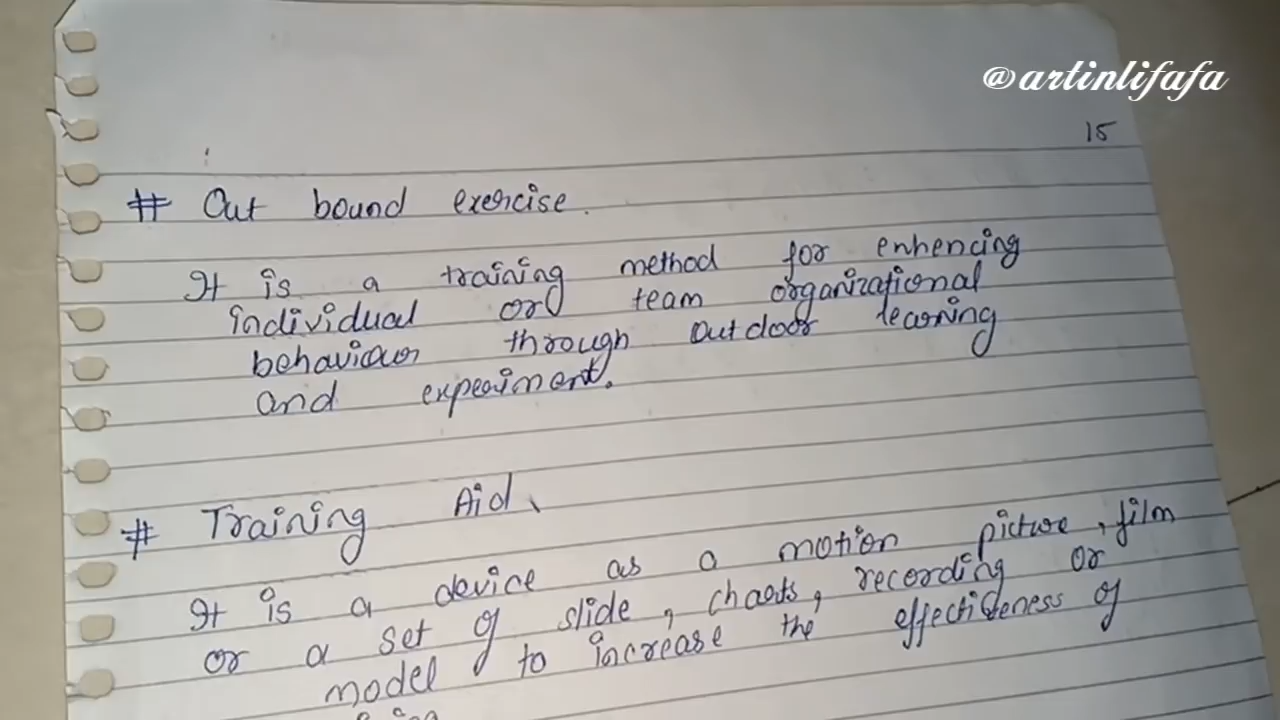 @artinlifafa
15
# Out bound exercise.
It is a training method for enhencing
individual or team organizational
behaviour through outdoor learning
and experiment.
# Training Aid
It is a device as a motion picture, film
or a set of slide, charts, recording or
model to increase the effectiveness of